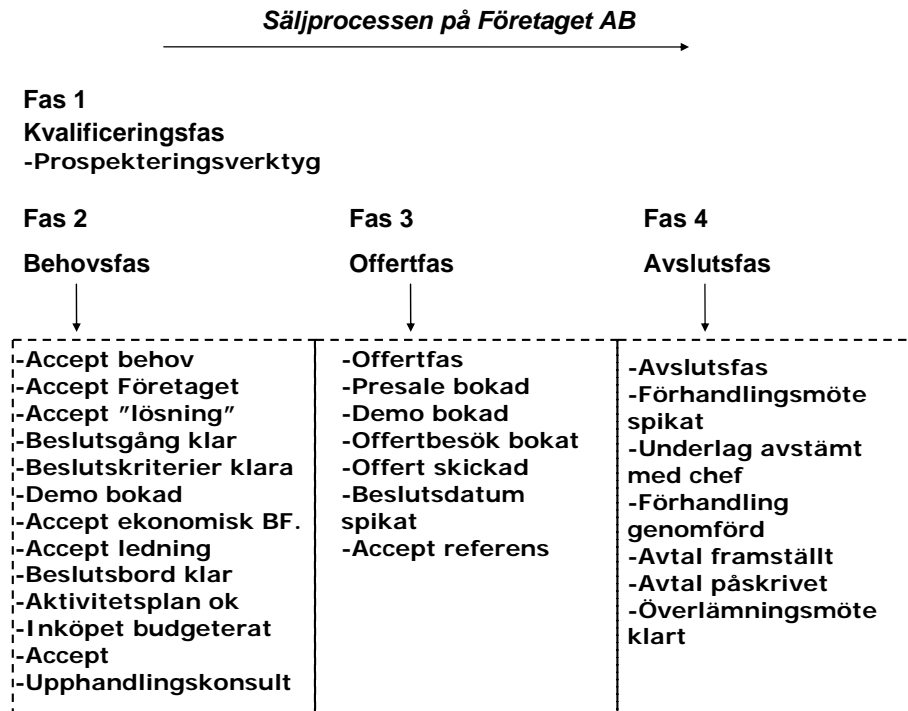 Säljprocessen på Företaget AB
Fas 1
Kvalificeringsfas
-Prospekteringsverktyg
Fas 2
Behovsfas
-Accept behov
-Accept Företaget
-Accept ”lösning”
-Beslutsgång klar
-Beslutskriterier klara
-Demo bokad
-Accept ekonomisk BF.
-Accept ledning
-Beslutsbord klar
-Aktivitetsplan ok
-Inköpet budgeterat
-Accept
-Upphandlingskonsult
Fas 3
Offertfas
-Offertfas
-Presale bokad
-Demo bokad
-Offertbesök bokat
-Offert skickad
-Beslutsdatum
spikat
-Accept referens
Fas 4
Avslutsfas
-Avslutsfas
-Förhandlingsmöte
spikat
-Underlag avstämt
med chef
-Förhandling
genomförd
-Avtal framställt
-Avtal påskrivet
-Överlämningsmöte
klart